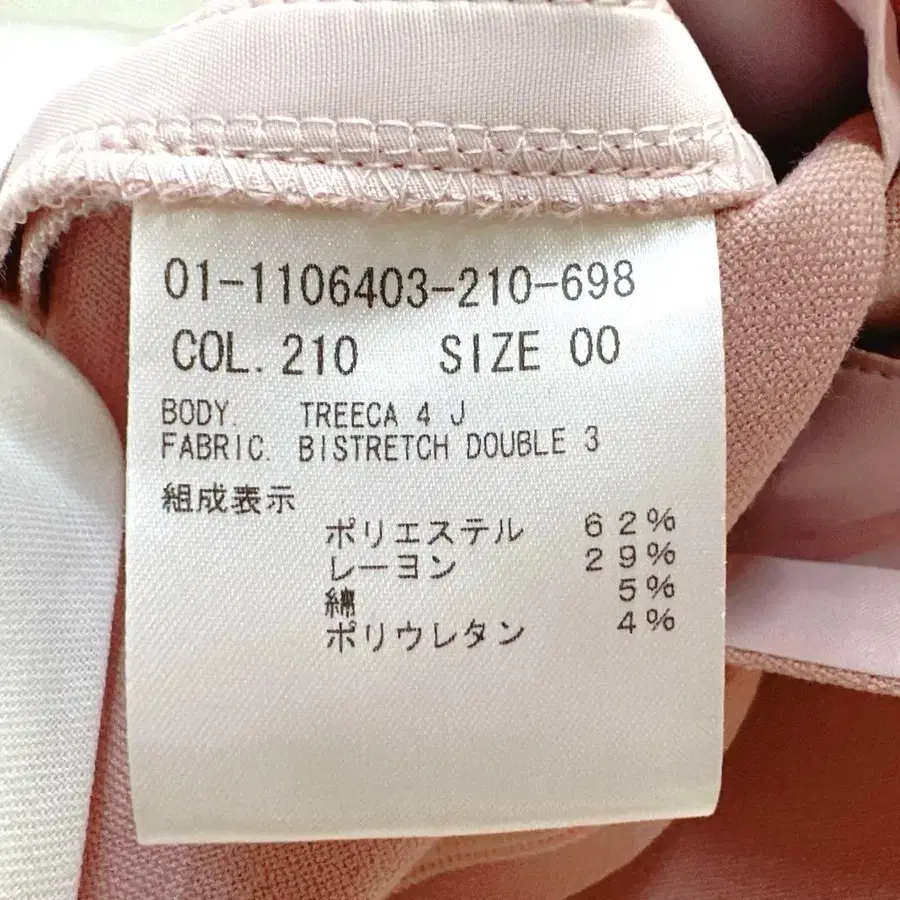 01-1106403-210-698
COL. 210 SIZE 00
BODY. TREECA 4 J
FABRIC. BISTRETCH DOUBLE 3
組成表示
ポリエステル 62%
レーヨン 29%
綿 5%
ポリウレタン 4%